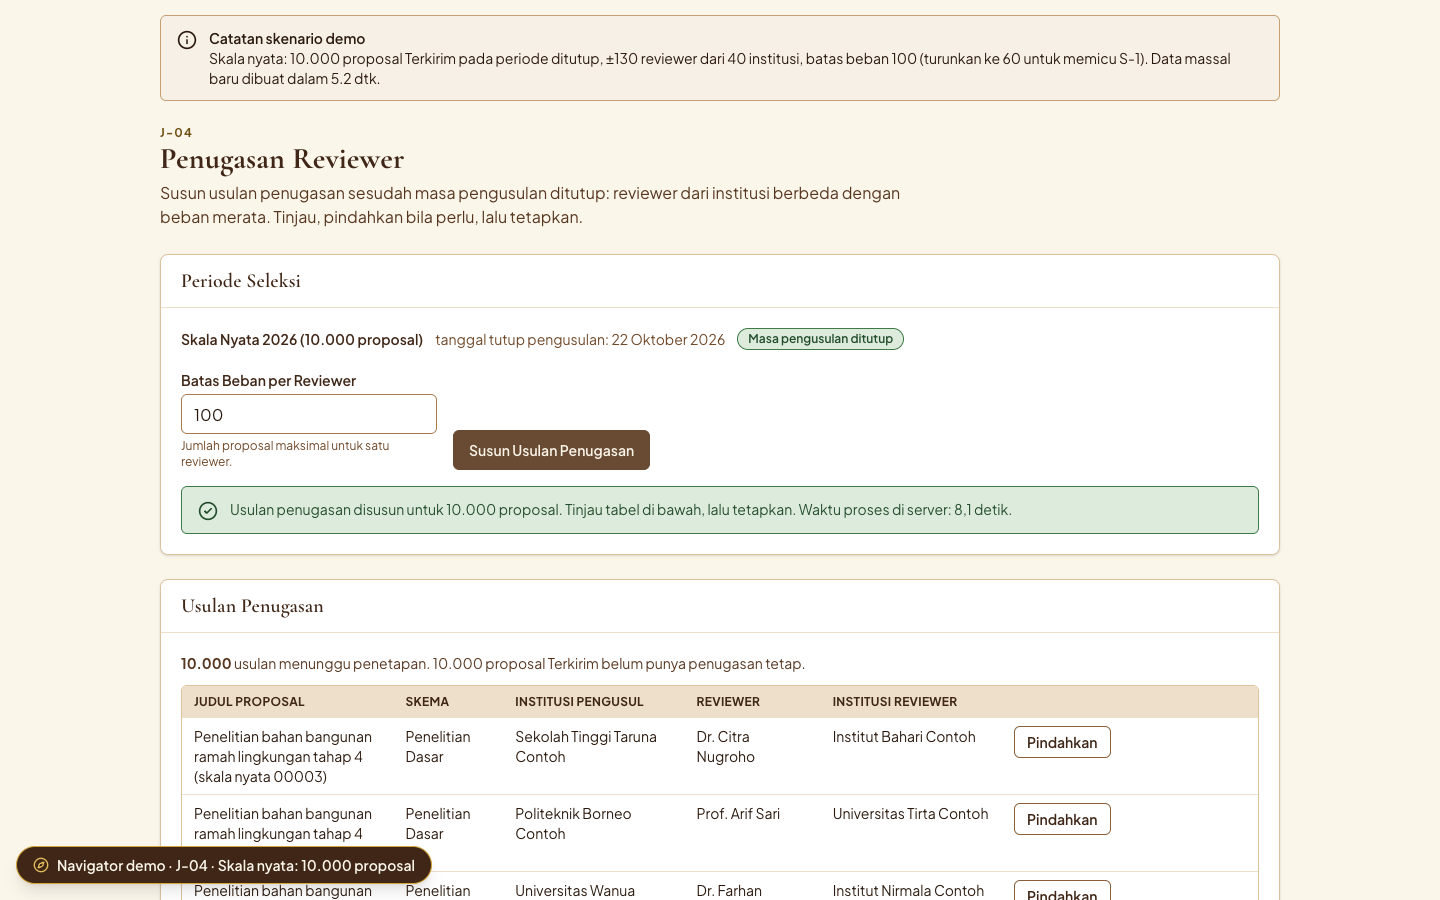 Catatan skenario demo
Skala nyata: 10.000 proposal Terkirim pada periode ditutup, ±130 reviewer dari 40 institusi, batas beban 100 (turunkan ke 60 untuk memicu S-1). Data massal
baru dibuat dalam 5.2 dtk.
J-04
Penugasan Reviewer
Susun usulan penugasan sesudah masa pengusulan ditutup: reviewer dari institusi berbeda dengan
beban merata. Tinjau, pindahkan bila perlu, lalu tetapkan.
Periode Seleksi
Skala Nyata 2026 (10.000 proposal) tanggal tutup pengusulan: 22 Oktober 2026 Masa pengusulan ditutup
Batas Beban per Reviewer
100
Jumlah proposal maksimal untuk satu
reviewer.
Susun Usulan Penugasan
Usulan penugasan disusun untuk 10.000 proposal. Tinjau tabel di bawah, lalu tetapkan. Waktu proses di server: 8,1 detik.
Usulan Penugasan
10.000 usulan menunggu penetapan. 10.000 proposal Terkirim belum punya penugasan tetap.
JUDUL PROPOSAL SKEMA INSTITUSI PENGUSUL REVIEWER INSTITUSI REVIEWER
Penelitian bahan bangunan Penelitian Sekolah Tinggi Taruna Dr. Citra Institut Bahari Contoh Pindahkan
ramah lingkungan tahap 4 Dasar Contoh Nugroho
(skala nyata 00003)
Penelitian bahan bangunan Penelitian Politeknik Borneo Prof. Arif Sari Universitas Tirta Contoh Pindahkan
ramah lingkungan tahap 4 Dasar Contoh
Navigator demo · J-04 · Skala nyata: 10.000 proposal
Penelitian bahan bangunan Penelitian Universitas Wanua Dr. Farhan Institut Nirmala Contoh Pindahkan